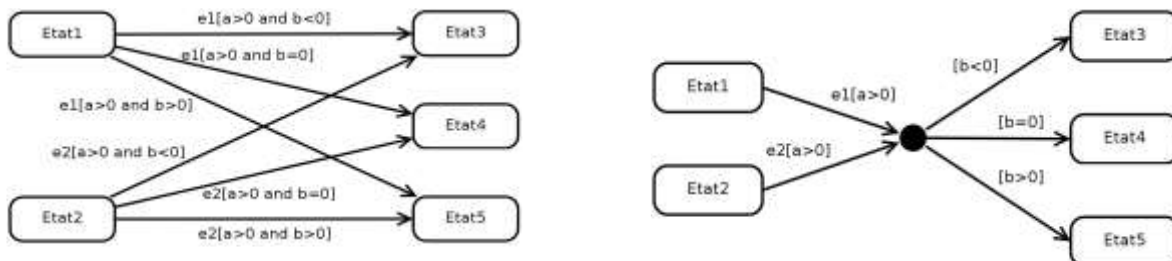 Etat1
e1[a>0 and b<0]
Etat3
e1[a>0 and b=0]
e1[a>0 and b>0]
Etat4
e2[a>0 and b<0]
e2[a>0 and b=0]
Etat2
e2[a>0 and b>0]
Etat5
Etat3
[b<0]
Etat1
e1[a>0]
[b=0]
Etat4
e2[a>0]
Etat2
[b>0]
Etat5